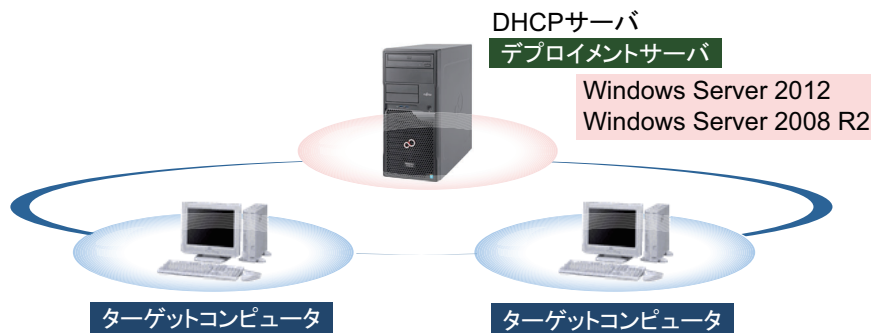 DHCPサーバ
デプロイメントサーバ
Windows Server 2012
Windows Server 2008 R2
ターゲットコンピュータ
ターゲットコンピュータ